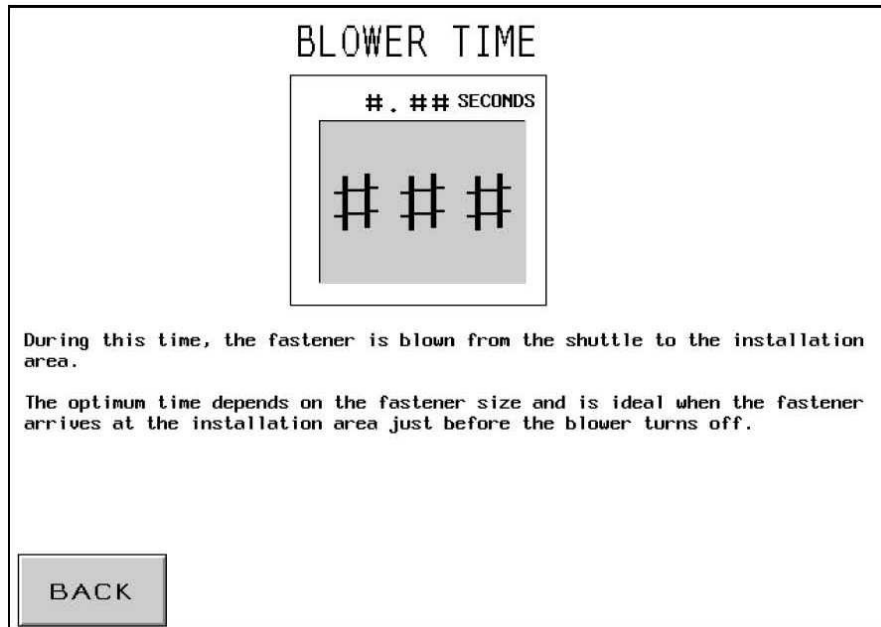 BLOWER TIME
#.## SECONDS
###
During this time, the fastener is blown from the shuttle to the installation
area.
The optimum time depends on the fastener size and is ideal when the fastener
arrives at the installation area just before the blower turns off.
BACK